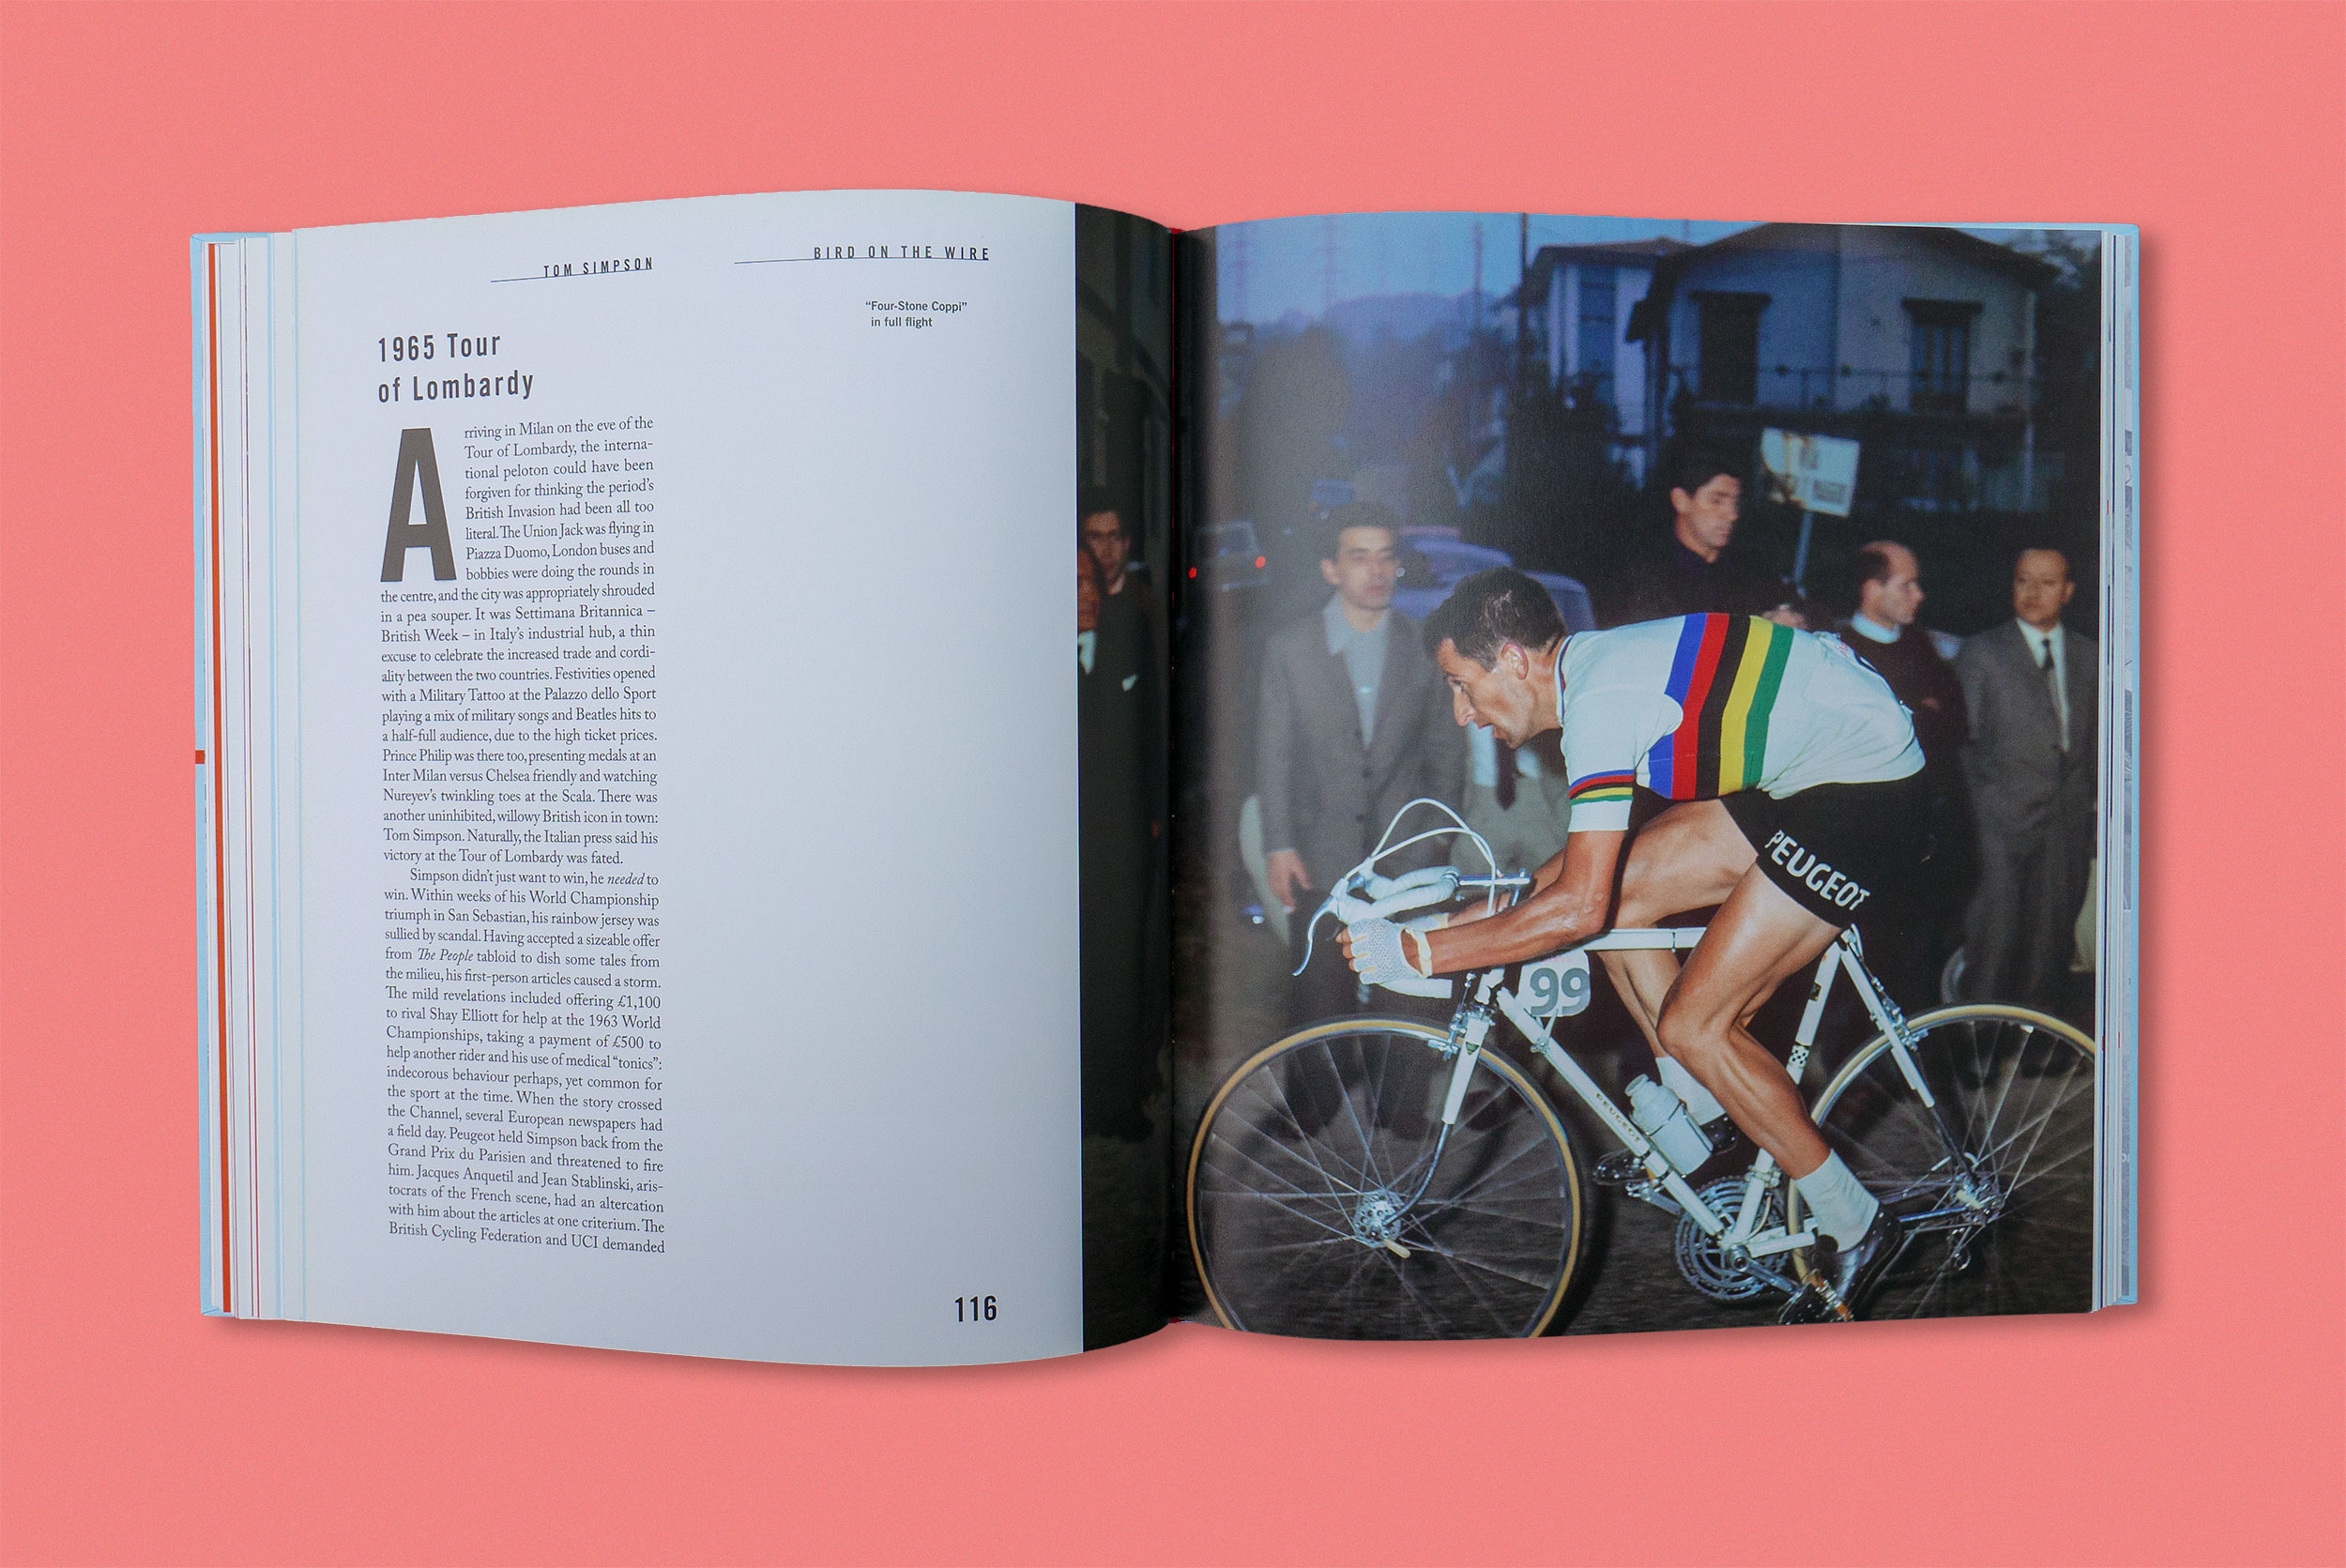 TOM SIMPSON
BIRD ON THE WIRE
“Four-Stone Coppi”
in full flight
1965 Tour
of Lombardy
Arriving in Milan on the eve of the
Tour of Lombardy, the interna-
tional peloton could have been
forgiven for thinking the period’s
British Invasion had been all too
literal. The Union Jack was flying in
Piazza Duomo, London buses and
bobbies were doing the rounds in
the centre, and the city was appropriately shrouded
in a pea souper. It was Settimana Britannica –
British Week – in Italy’s industrial hub, a thin
excuse to celebrate the increased trade and cordi-
ality between the two countries. Festivities opened
with a Military Tattoo at the Palazzo dello Sport
playing a mix of military songs and Beatles hits to
a half-full audience, due to the high ticket prices.
Prince Philip was there too, presenting medals at an
Inter Milan versus Chelsea friendly and watching
Nureyev’s twinkling toes at the Scala. There was
another uninhibited, willowy British icon in town:
Tom Simpson. Naturally, the Italian press said his
victory at the Tour of Lombardy was fated.
Simpson didn’t just want to win, he needed to
win. Within weeks of his World Championship
triumph in San Sebastian, his rainbow jersey was
sullied by scandal. Having accepted a sizeable offer
from The People tabloid to dish some tales from
the milieu, his first-person articles caused a storm.
The mild revelations included offering £1,100
to rival Shay Elliott for help at the 1963 World
Championships, taking a payment of £500 to
help another rider and his use of medical “tonics”:
indecorous behaviour perhaps, yet common for
the sport at the time. When the story crossed
the Channel, several European newspapers had
a field day. Peugeot held Simpson back from the
Grand Prix du Parisien and threatened to fire
him. Jacques Anquetil and Jean Stablinski, aris-
tocrats of the French scene, had an altercation
with him about the articles at one criterium. The
British Cycling Federation and UCI demanded
116
PEUGEOT
99
PEUGEOT